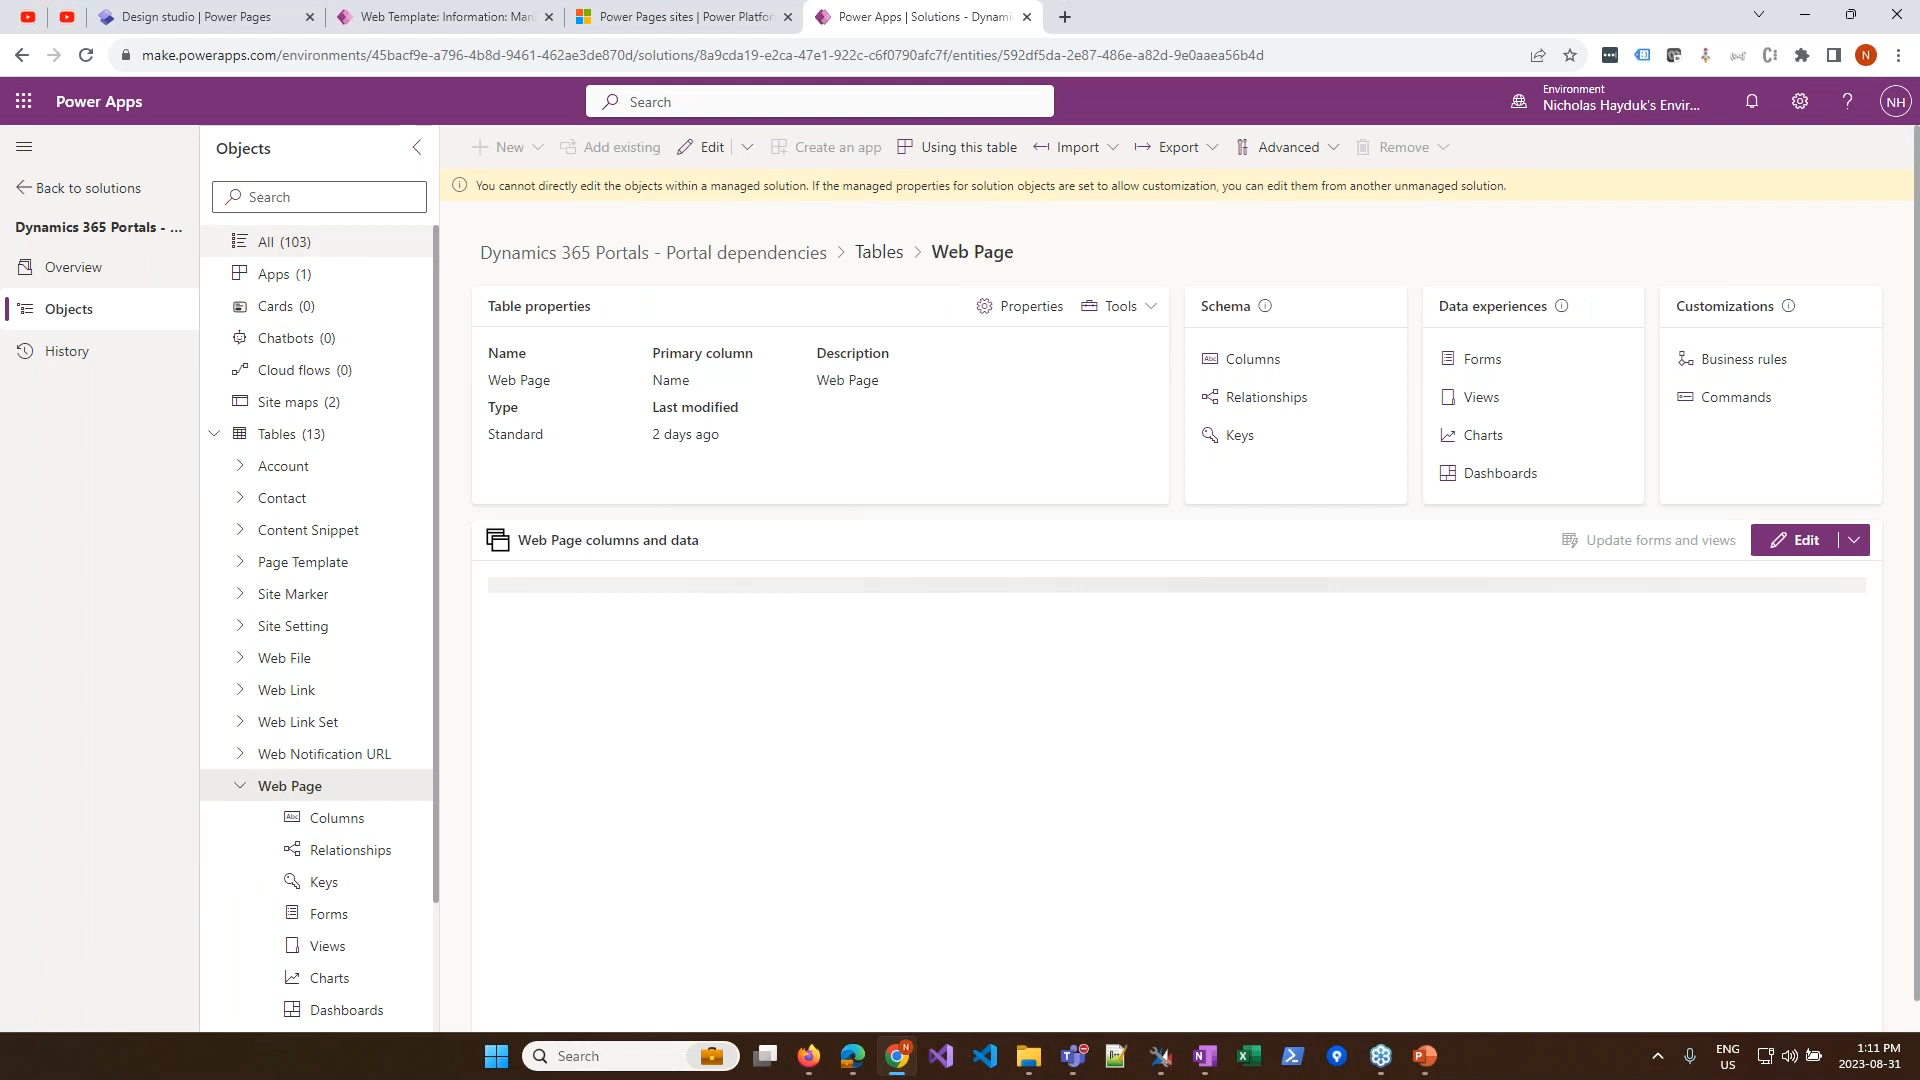 Design studio | Power Pages
Web Template: Information: Man
Power Pages sites | Power Platfo
Power Apps | Solutions - Dynam
make.powerapps.com/environments/45bacf9e-a796-4b8d-9461-462ae3de870d/solutions/8a9cda19-e2ca-47e1-922c-c6f0790afc7f/entities/592df5da-2e87-486e-a82d-9e0aaea56b4d
N
Power Apps
Search
Environment
Nicholas Hayduk's Envir...
NH
Back to solutions
Dynamics 365 Portals - ...
Overview
Objects
History
Objects
Search
All (103)
Apps (1)
Cards (0)
Chatbots (0)
Cloud flows (0)
Site maps (2)
Tables (13)
Account
Contact
Content Snippet
Page Template
Site Marker
Site Setting
Web File
Web Link
Web Link Set
Web Notification URL
Web Page
Columns
Relationships
Keys
Forms
Views
Charts
Dashboards
New Add existing Edit Create an app Using this table Import Export Advanced Remove
You cannot directly edit the objects within a managed solution. If the managed properties for solution objects are set to allow customization, you can edit them from another unmanaged solution.
Dynamics 365 Portals - Portal dependencies > Tables > Web Page
Table properties Properties Tools
Name Primary column Description
Web Page Name Web Page
Type Last modified
Standard 2 days ago
Schema
Columns
Relationships
Keys
Data experiences
Forms
Views
Charts
Dashboards
Customizations
Business rules
Commands
Web Page columns and data Update forms and views Edit
Search
ENG
US
1:11 PM
2023-08-31